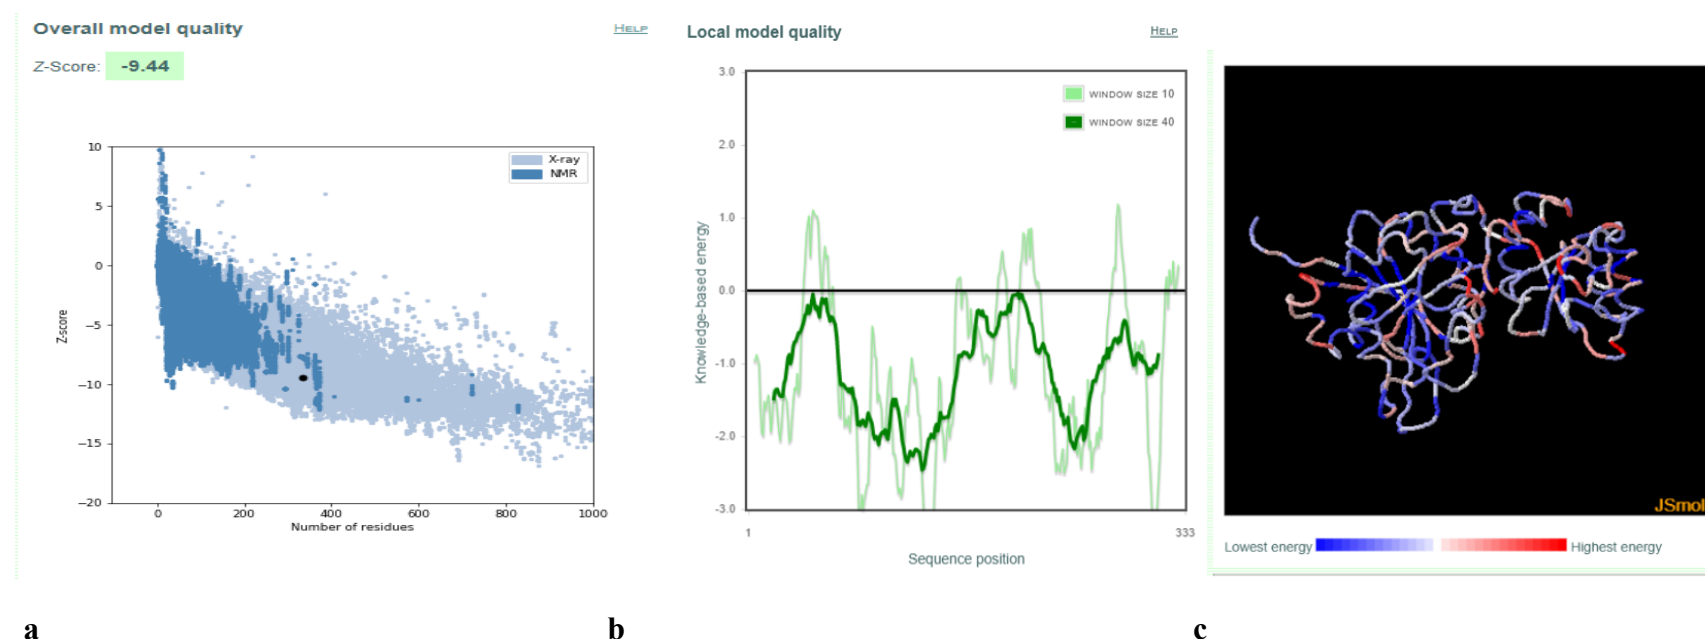 Overall model quality
HELP
Z-Score: -9.44
X-ray
NMR
10
5
0
−5
−10
−15
−20
Z-score
0
200
400
600
800
1000
Number of residues
Local model quality
HELP
WINDOW SIZE 10
WINDOW SIZE 40
3.0
2.0
1.0
0.0
-1.0
-2.0
-3.0
Knowledge-based energy
1
333
Sequence position
JSmol
Lowest energy
Highest energy
a
b
c